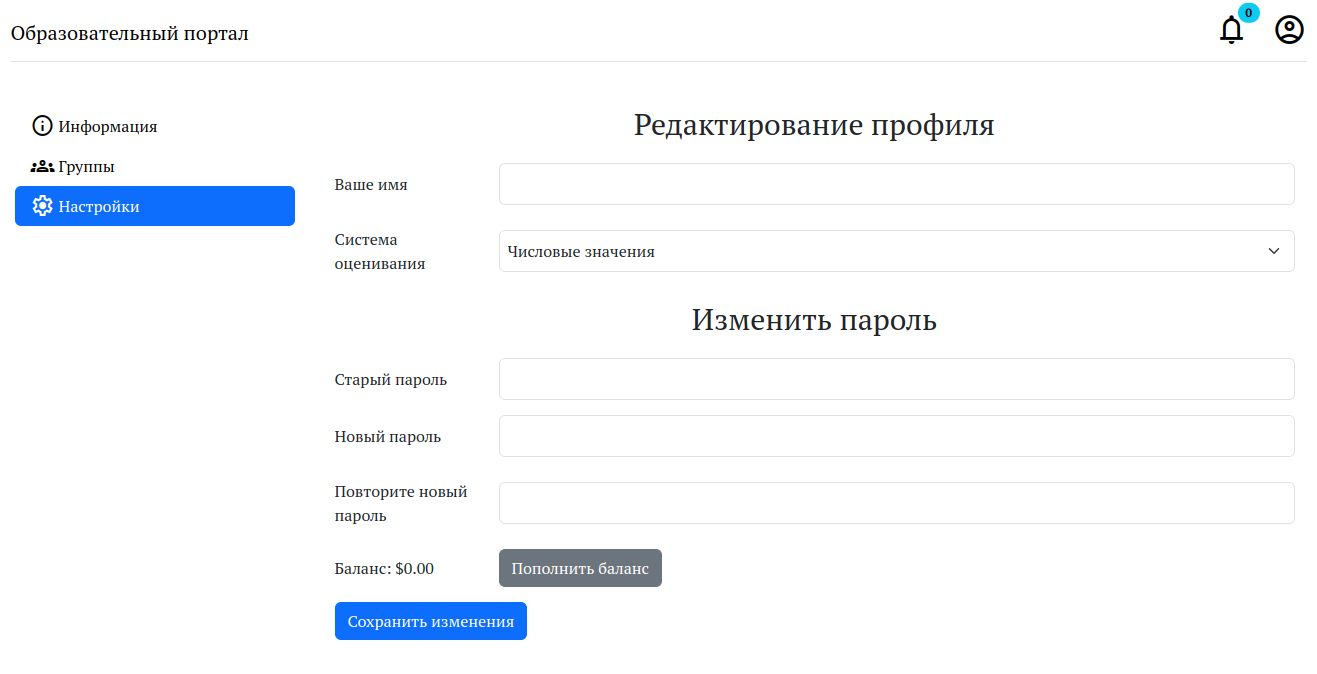 Образовательный портал
0
Информация
Группы
Настройки
Редактирование профиля
Ваше имя
Система
оценивания
Числовые значения
Изменить пароль
Старый пароль
Новый пароль
Повторите новый
пароль
Баланс: $0.00
Пополнить баланс
Сохранить изменения